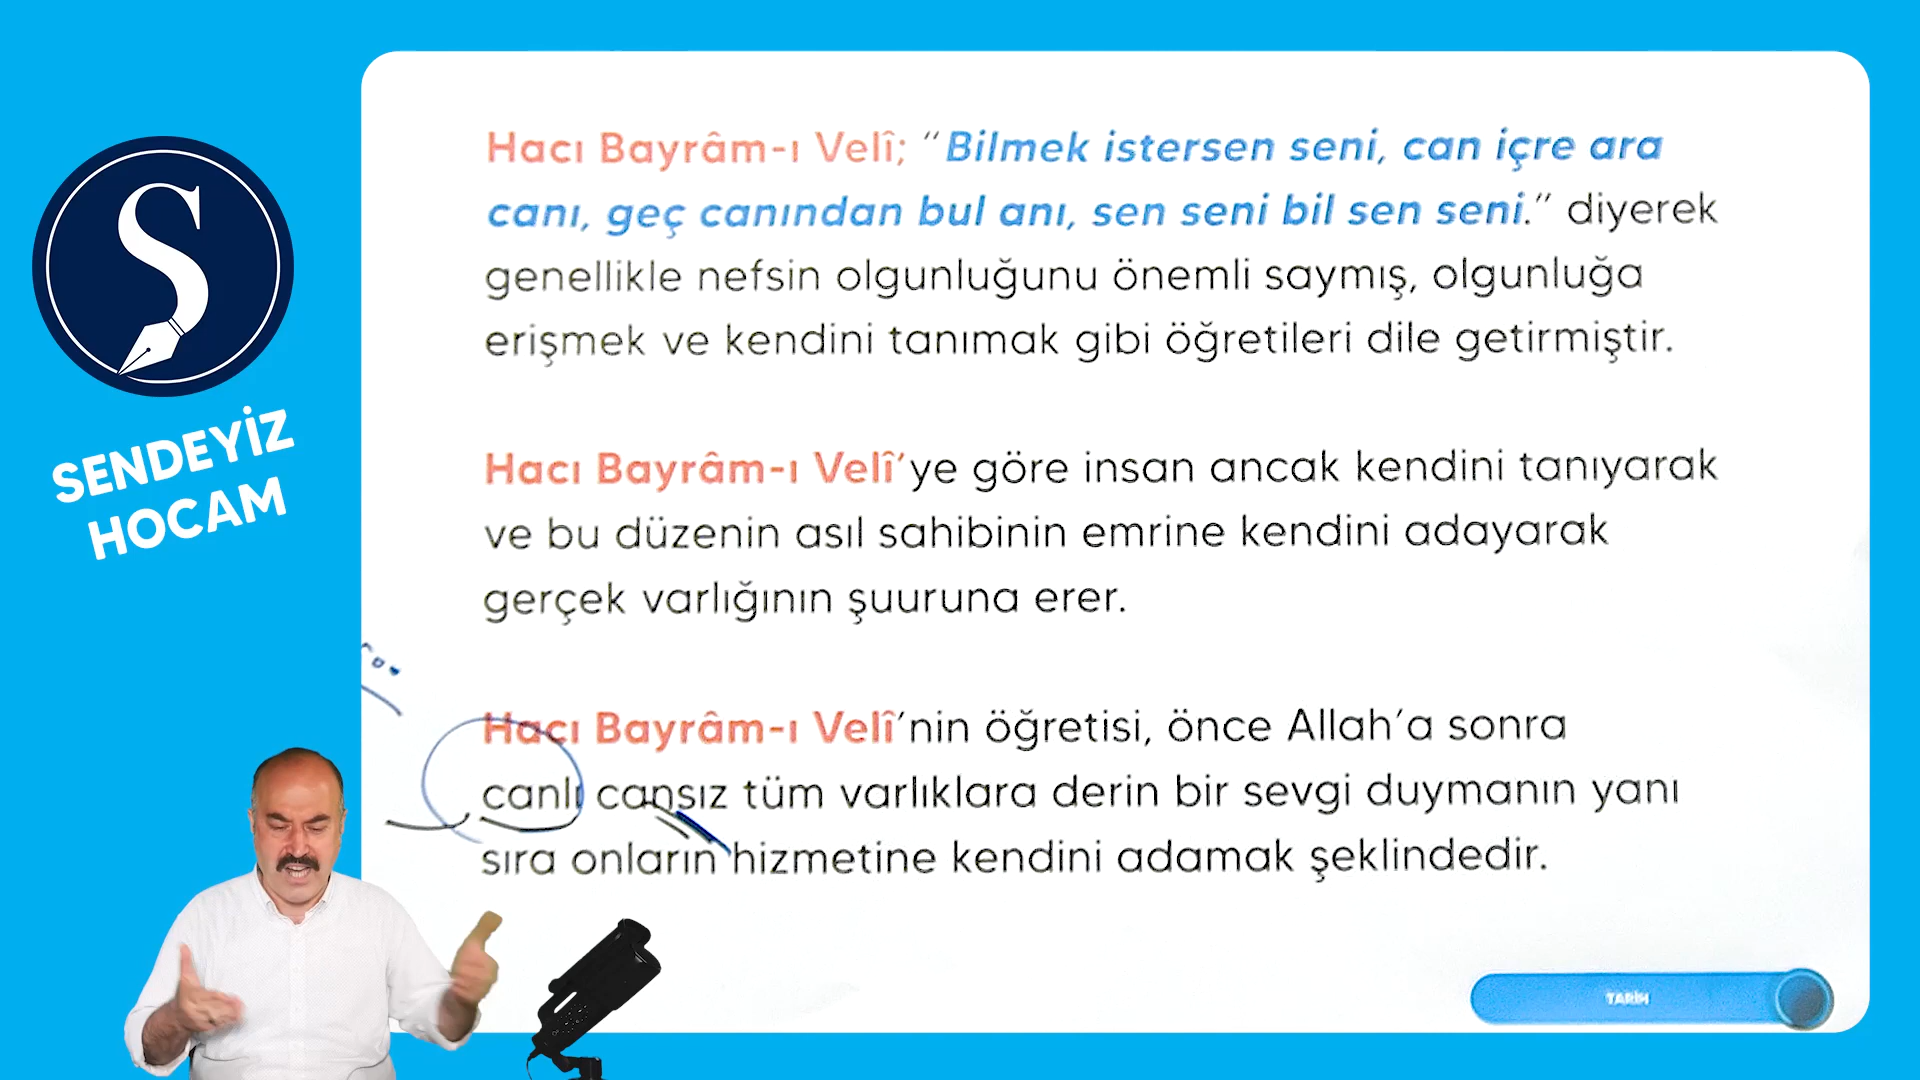 Hacı Bayrâm-ı Velî; “Bilmek istersen seni, can içre ara
canı, geç canından bul anı, sen seni bil sen seni.” diyerek
genellikle nefsin olgunluğunu önemli saymış, olgunluğa
erişmek ve kendini tanımak gibi öğretileri dile getirmiştir.
Hacı Bayrâm-ı Velî’ye göre insan ancak kendini tanıyarak
ve bu düzenin asıl sahibinin emrine kendini adayarak
gerçek varlığının şuuruna erer.
Hacı Bayrâm-ı Velî’nin öğretisi, önce Allah’a sonra
canlı cansız tüm varlıklara derin bir sevgi duymanın yanı
sıra onların hizmetine kendini adamak şeklindedir.
SENDEYİZ
HOCAM
TARİH